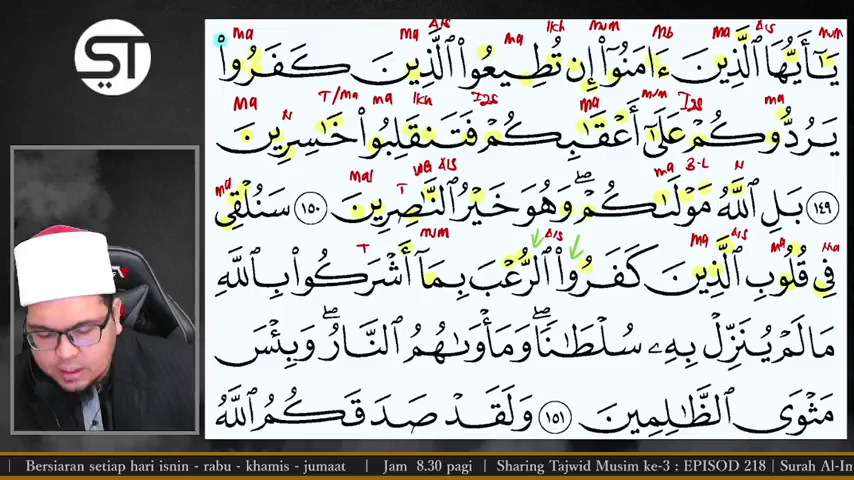 يَـٰٓأَيُّهَا ٱلَّذِينَ ءَامَنُوٓا۟ إِن تُطِيعُوا۟ ٱلَّذِينَ كَفَرُوا۟
يَرُدُّوكُمْ عَلَىٰٓ أَعْقَـٰبِكُمْ فَتَنقَلِبُوا۟ خَـٰسِرِينَ
١٤٩ بَلِ ٱللَّهُ مَوْلَىٰكُمْ ۖ وَهُوَ خَيْرُ ٱلنَّـٰصِرِينَ ١٥٠ سَنُلْقِى
فِى قُلُوبِ ٱلَّذِينَ كَفَرُوا۟ ٱلرُّعْبَ بِمَآ أَشْرَكُوا۟ بِٱللَّهِ
مَا لَمْ يُنَزِّلْ بِهِۦ سُلْطَـٰنًا ۖ وَمَأْوَىٰهُمُ ٱلنَّارُ ۖ وَبِئْسَ
مَثْوَى ٱلظَّـٰلِمِينَ ١٥١ وَلَقَدْ صَدَقَكُمُ ٱللَّهُ
| Bersiaran setiap hari isnin - rabu - khamis - jumaat | Jam 8.30 pagi | Sharing Tajwid Musim ke-3 : EPISOD 218 | Surah Al-Im